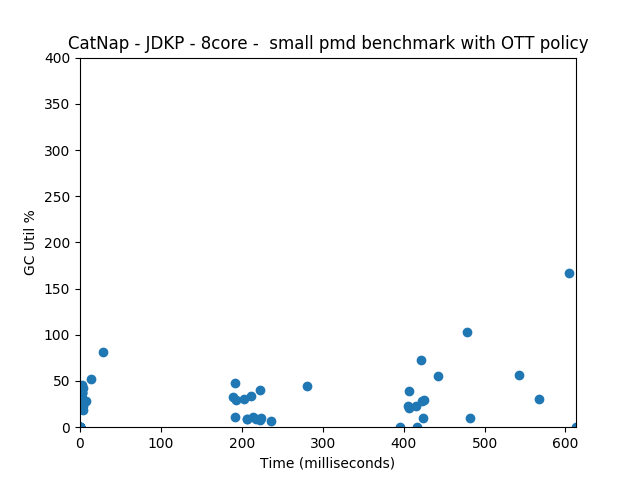 CatNap - JDKP - 8core -  small pmd benchmark with OTT policy
400
350
300
250
200
150
100
50
0
GC Util %
0 100 200 300 400 500 600
Time (milliseconds)